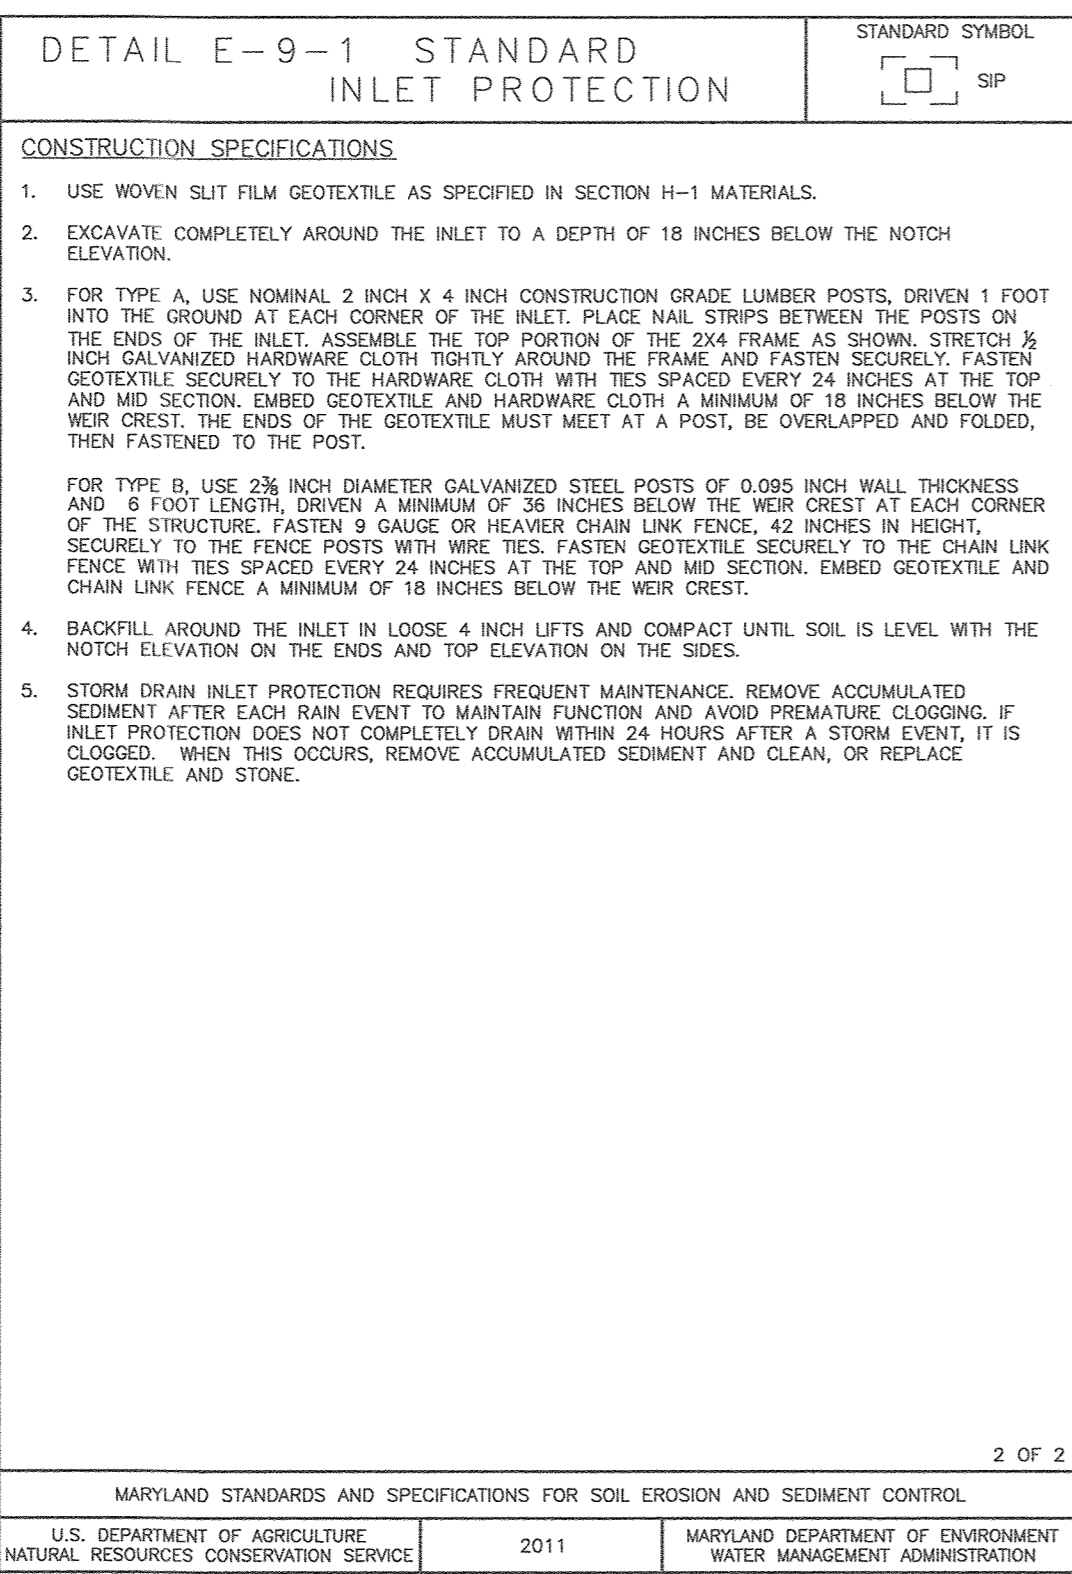 DETAIL E-9-1 STANDARD
INLET PROTECTION
STANDARD SYMBOL
SIP
CONSTRUCTION SPECIFICATIONS
1. USE WOVEN SLIT FILM GEOTEXTILE AS SPECIFIED IN SECTION H-1 MATERIALS.
2. EXCAVATE COMPLETELY AROUND THE INLET TO A DEPTH OF 18 INCHES BELOW THE NOTCH
ELEVATION.
3. FOR TYPE A, USE NOMINAL 2 INCH X 4 INCH CONSTRUCTION GRADE LUMBER POSTS, DRIVEN 1 FOOT
INTO THE GROUND AT EACH CORNER OF THE INLET. PLACE NAIL STRIPS BETWEEN THE POSTS ON
THE ENDS OF THE INLET. ASSEMBLE THE TOP PORTION OF THE 2X4 FRAME AS SHOWN. STRETCH ½
INCH GALVANIZED HARDWARE CLOTH TIGHTLY AROUND THE FRAME AND FASTEN SECURELY. FASTEN
GEOTEXTILE SECURELY TO THE HARDWARE CLOTH WITH TIES SPACED EVERY 24 INCHES AT THE TOP
AND MID SECTION. EMBED GEOTEXTILE AND HARDWARE CLOTH A MINIMUM OF 18 INCHES BELOW THE
WEIR CREST. THE ENDS OF THE GEOTEXTILE MUST MEET AT A POST, BE OVERLAPPED AND FOLDED,
THEN FASTENED TO THE POST.
FOR TYPE B, USE 2⅜ INCH DIAMETER GALVANIZED STEEL POSTS OF 0.095 INCH WALL THICKNESS
AND 6 FOOT LENGTH, DRIVEN A MINIMUM OF 36 INCHES BELOW THE WEIR CREST AT EACH CORNER
OF THE STRUCTURE. FASTEN 9 GAUGE OR HEAVIER CHAIN LINK FENCE, 42 INCHES IN HEIGHT,
SECURELY TO THE FENCE POSTS WITH WIRE TIES. FASTEN GEOTEXTILE SECURELY TO THE CHAIN LINK
FENCE WITH TIES SPACED EVERY 24 INCHES AT THE TOP AND MID SECTION. EMBED GEOTEXTILE AND
CHAIN LINK FENCE A MINIMUM OF 18 INCHES BELOW THE WEIR CREST.
4. BACKFILL AROUND THE INLET IN LOOSE 4 INCH LIFTS AND COMPACT UNTIL SOIL IS LEVEL WITH THE
NOTCH ELEVATION ON THE ENDS AND TOP ELEVATION ON THE SIDES.
5. STORM DRAIN INLET PROTECTION REQUIRES FREQUENT MAINTENANCE. REMOVE ACCUMULATED
SEDIMENT AFTER EACH RAIN EVENT TO MAINTAIN FUNCTION AND AVOID PREMATURE CLOGGING. IF
INLET PROTECTION DOES NOT COMPLETELY DRAIN WITHIN 24 HOURS AFTER A STORM EVENT, IT IS
CLOGGED. WHEN THIS OCCURS, REMOVE ACCUMULATED SEDIMENT AND CLEAN, OR REPLACE
GEOTEXTILE AND STONE.
2 OF 2
MARYLAND STANDARDS AND SPECIFICATIONS FOR SOIL EROSION AND SEDIMENT CONTROL
U.S. DEPARTMENT OF AGRICULTURE
NATURAL RESOURCES CONSERVATION SERVICE
2011
MARYLAND DEPARTMENT OF ENVIRONMENT
WATER MANAGEMENT ADMINISTRATION